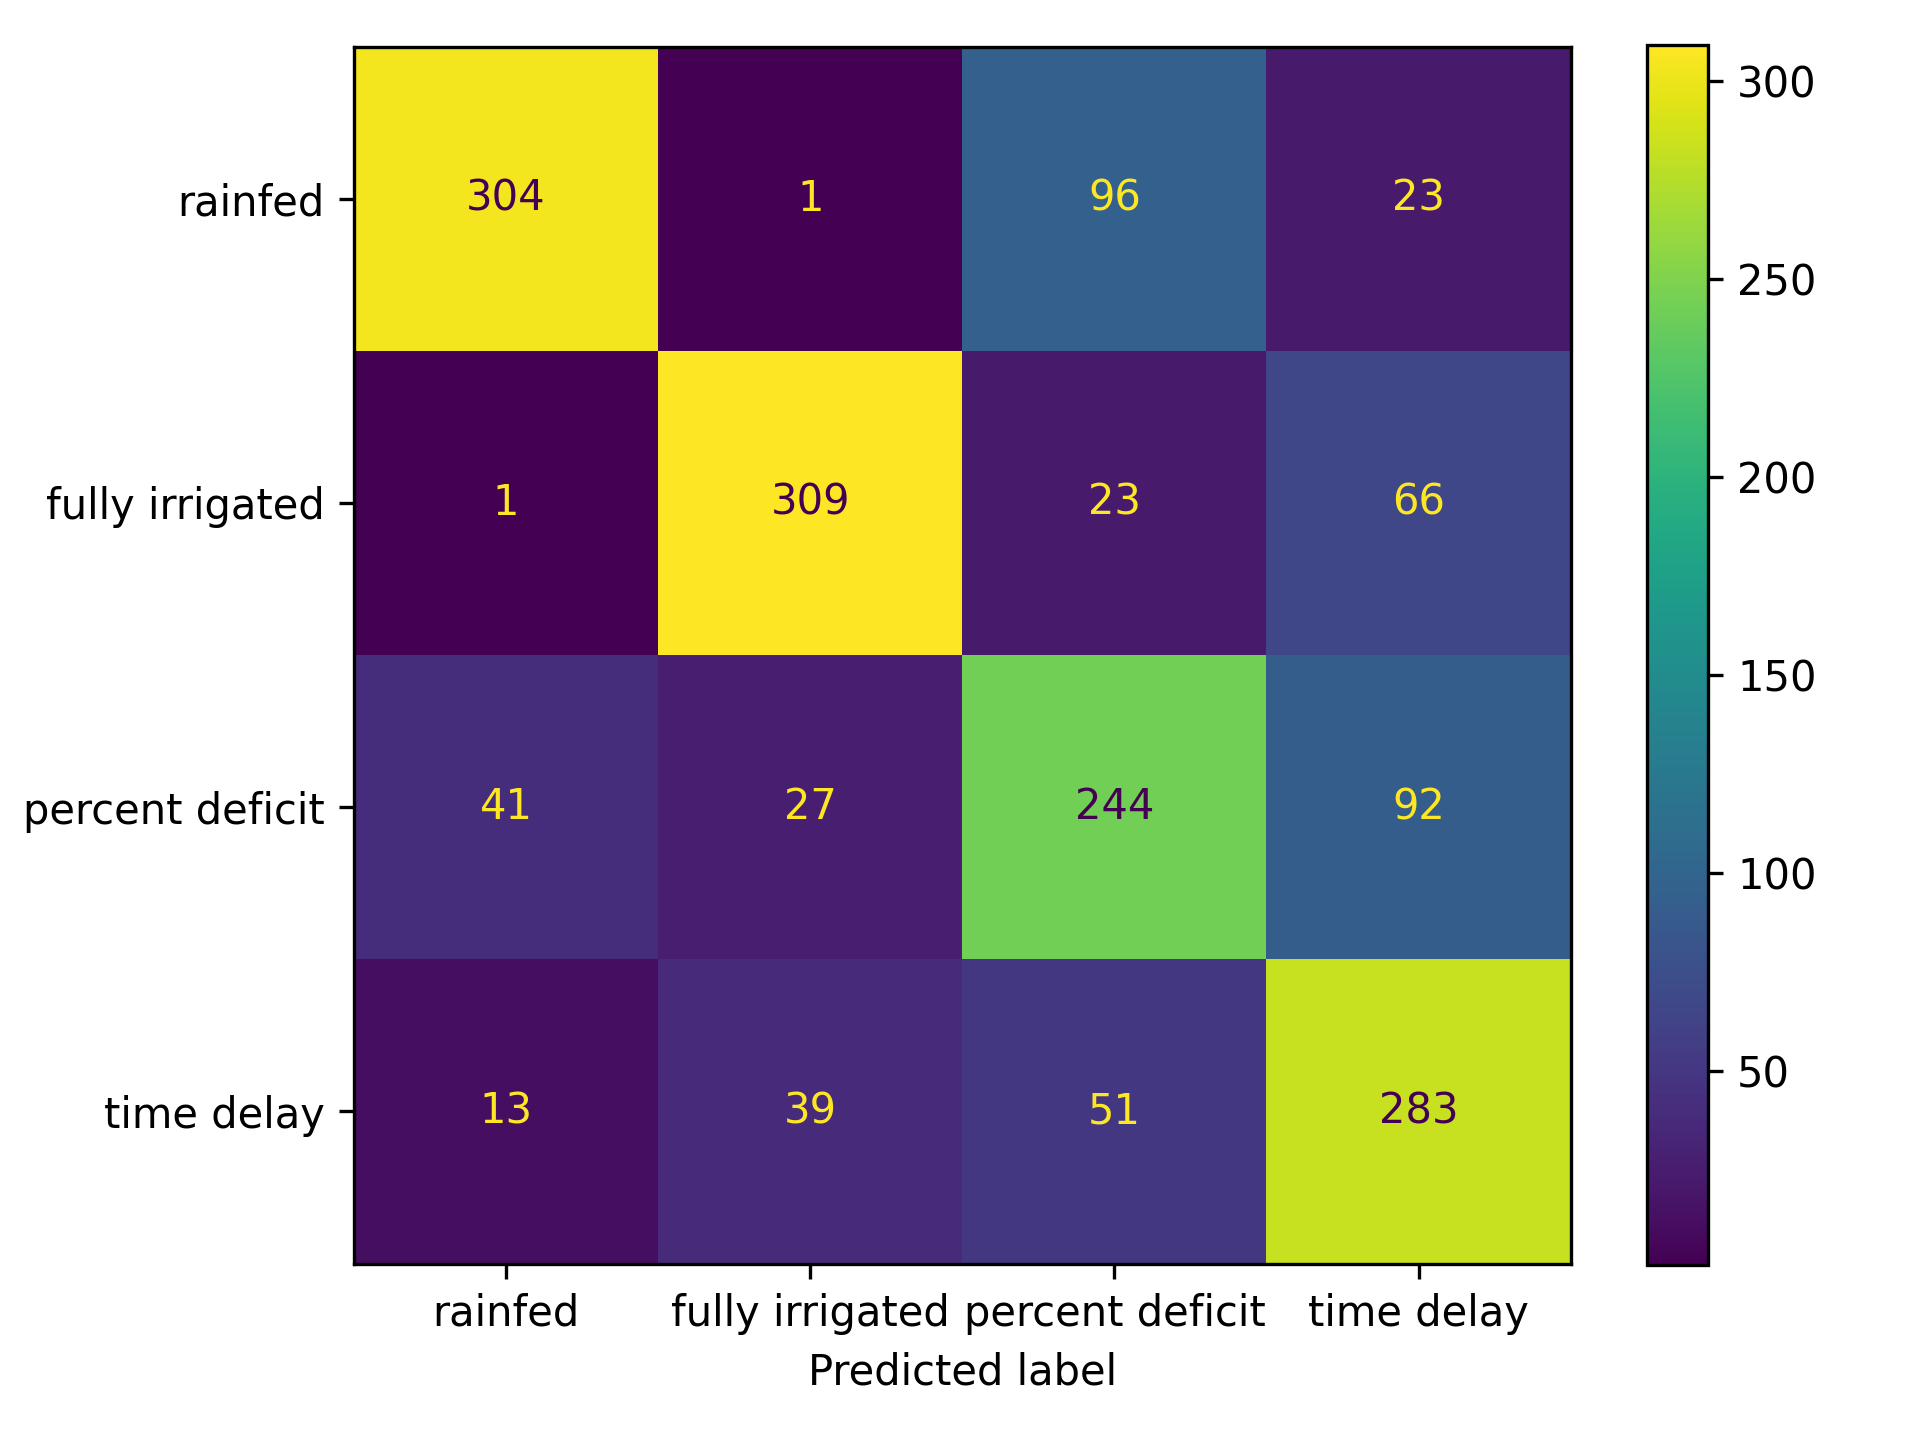 rainfed 304 1 96 23
fully irrigated 1 309 23 66
percent deficit 41 27 244 92
time delay 13 39 51 283
rainfed fully irrigated percent deficit time delay
Predicted label
300
250
200
150
100
50